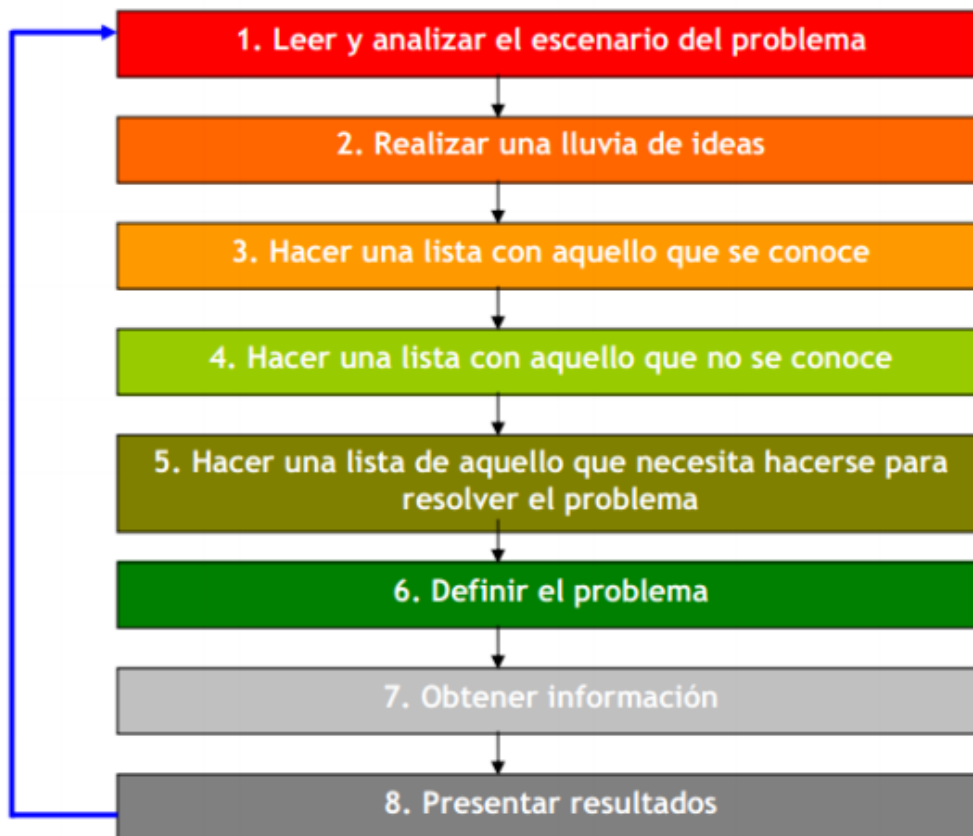 1. Leer y analizar el escenario del problema
2. Realizar una lluvia de ideas
3. Hacer una lista con aquello que se conoce
4. Hacer una lista con aquello que no se conoce
5. Hacer una lista de aquello que necesita hacerse para
resolver el problema
6. Definir el problema
7. Obtener información
8. Presentar resultados